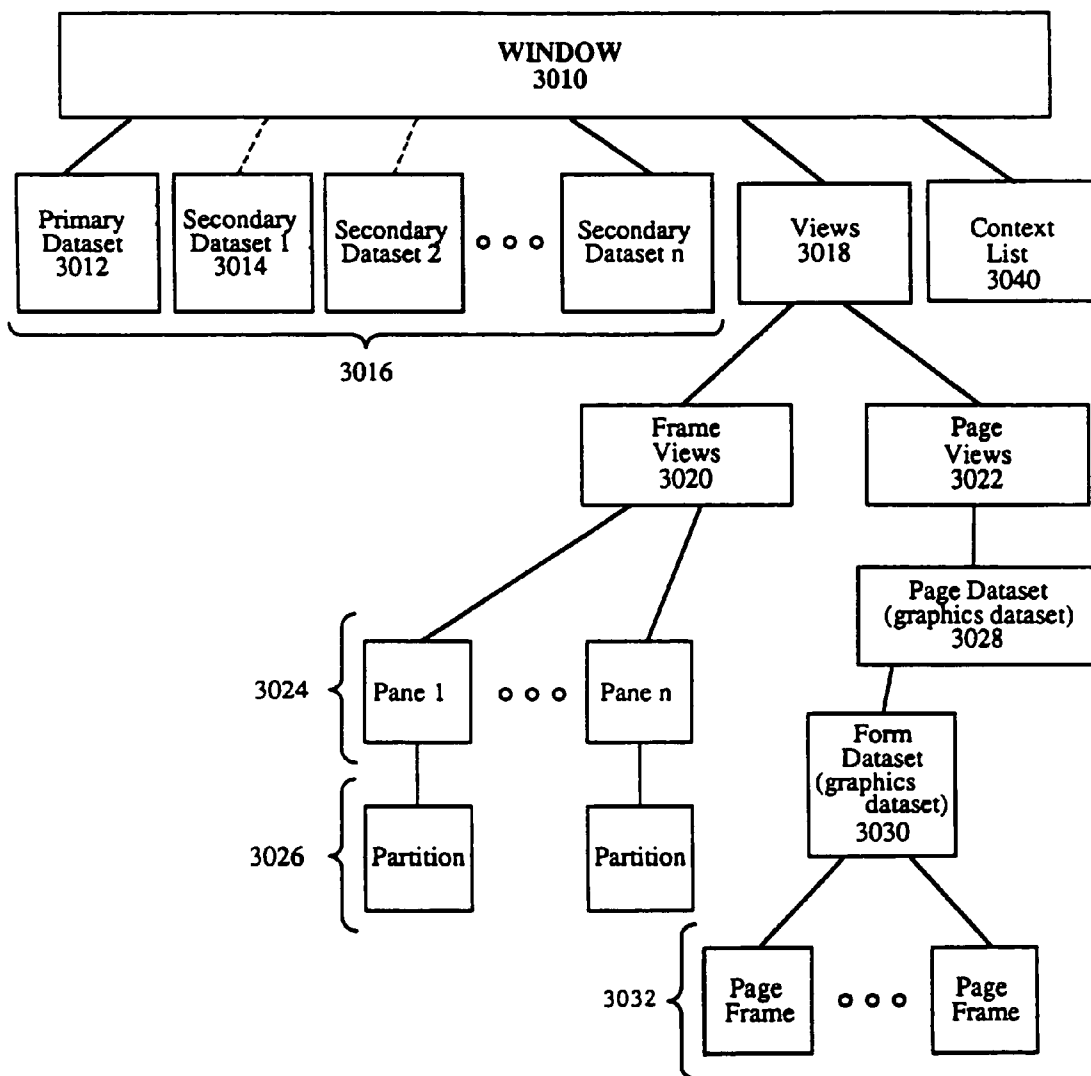 WINDOW
3010
Primary
Dataset
3012
Secondary
Dataset 1
3014
Secondary
Dataset 2
Secondary
Dataset n
Views
3018
Context
List
3040
3016
Frame
Views
3020
Page
Views
3022
Page Dataset
(graphics dataset)
3028
3024
Pane 1
Pane n
Form
Dataset
(graphics
dataset)
3030
3026
Partition
Partition
3032
Page
Frame
Page
Frame